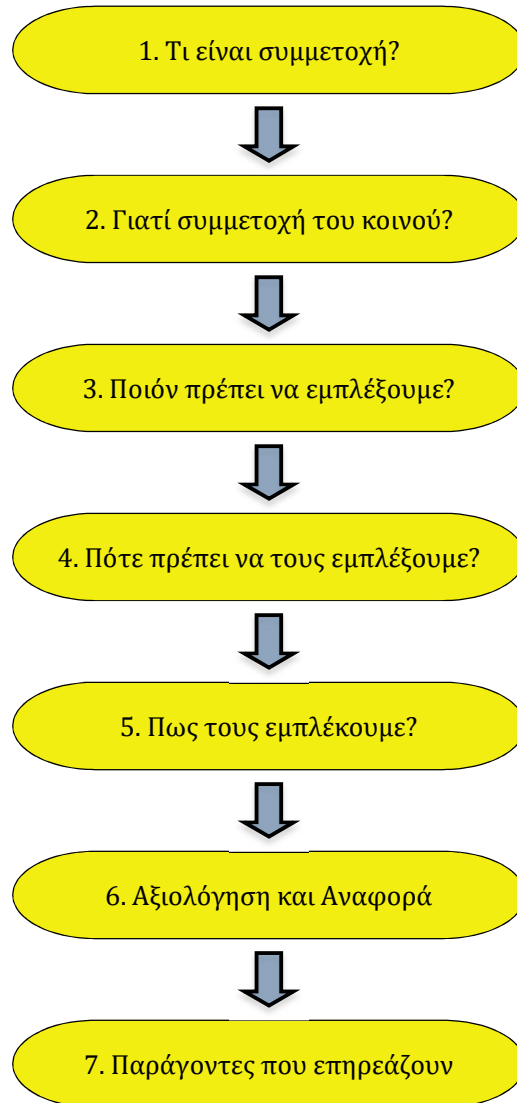 1. Τι είναι συμμετοχή?
2. Γιατί συμμετοχή του κοινού?
3. Ποιόν πρέπει να εμπλέξουμε?
4. Πότε πρέπει να τους εμπλέξουμε?
5. Πως τους εμπλέκουμε?
6. Αξιολόγηση και Αναφορά
7. Παράγοντες που επηρεάζουν